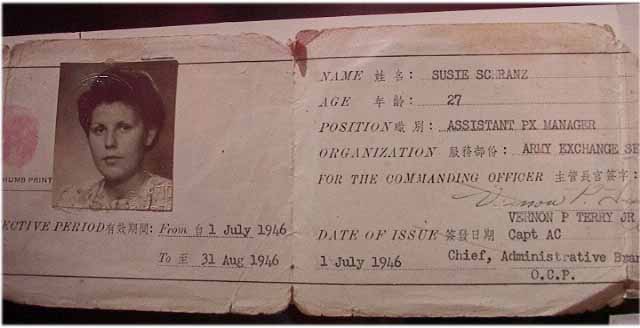 HUMB PRINT
ECTIVE PERIOD 有效期間: From 自 1 July 1946
To 至 31 Aug 1946
NAME 姓名: SUSIE SCHRANZ
AGE 年齡: 27
POSITION 職別: ASSISTANT PX MANAGER
ORGANIZATION 服務部份: ARMY EXCHANGE SE
FOR THE COMMANDING OFFICER 主管長官簽字:
Vernon P.
VERNON P TERRY JR
DATE OF ISSUE 簽發日期 Capt AC
1 July 1946 Chief, Administrative Bran
O.C.P.